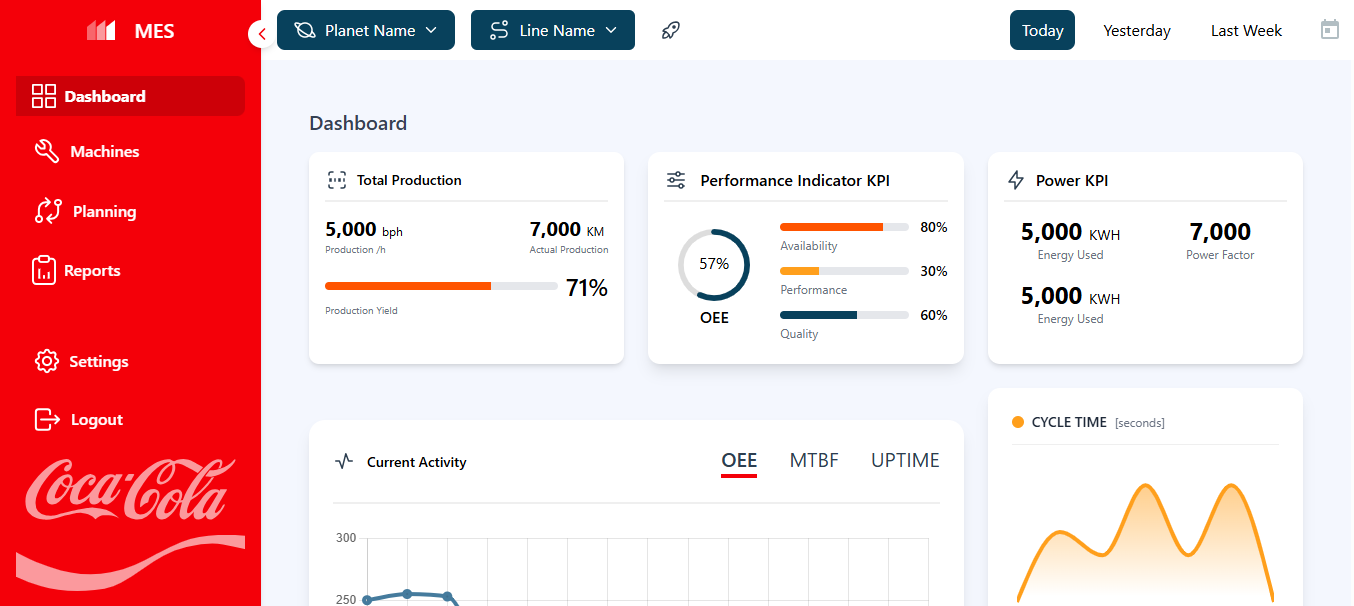 MES
Planet Name
Line Name
Today
Yesterday
Last Week
Dashboard
Machines
Planning
Reports
Settings
Logout
Coca-Cola
Dashboard
Total Production
5,000 bph
7,000 KM
Production /h
Actual Production
71%
Production Yield
Performance Indicator KPI
57%
OEE
80%
Availability
30%
Performance
60%
Quality
Power KPI
5,000 KWH
7,000
Energy Used
Power Factor
5,000 KWH
Energy Used
Current Activity
OEE
MTBF
UPTIME
300
250
CYCLE TIME [seconds]